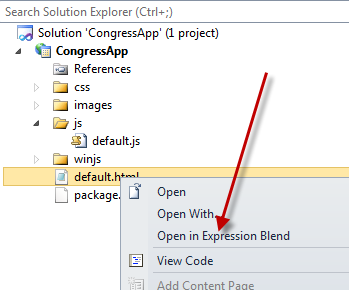 Search Solution Explorer (Ctrl+;)
Solution 'CongressApp' (1 project)
CongressApp
References
css
images
js
default.js
winjs
default.html
package.
Open
Open With...
Open in Expression Blend
View Code
Add Content Page